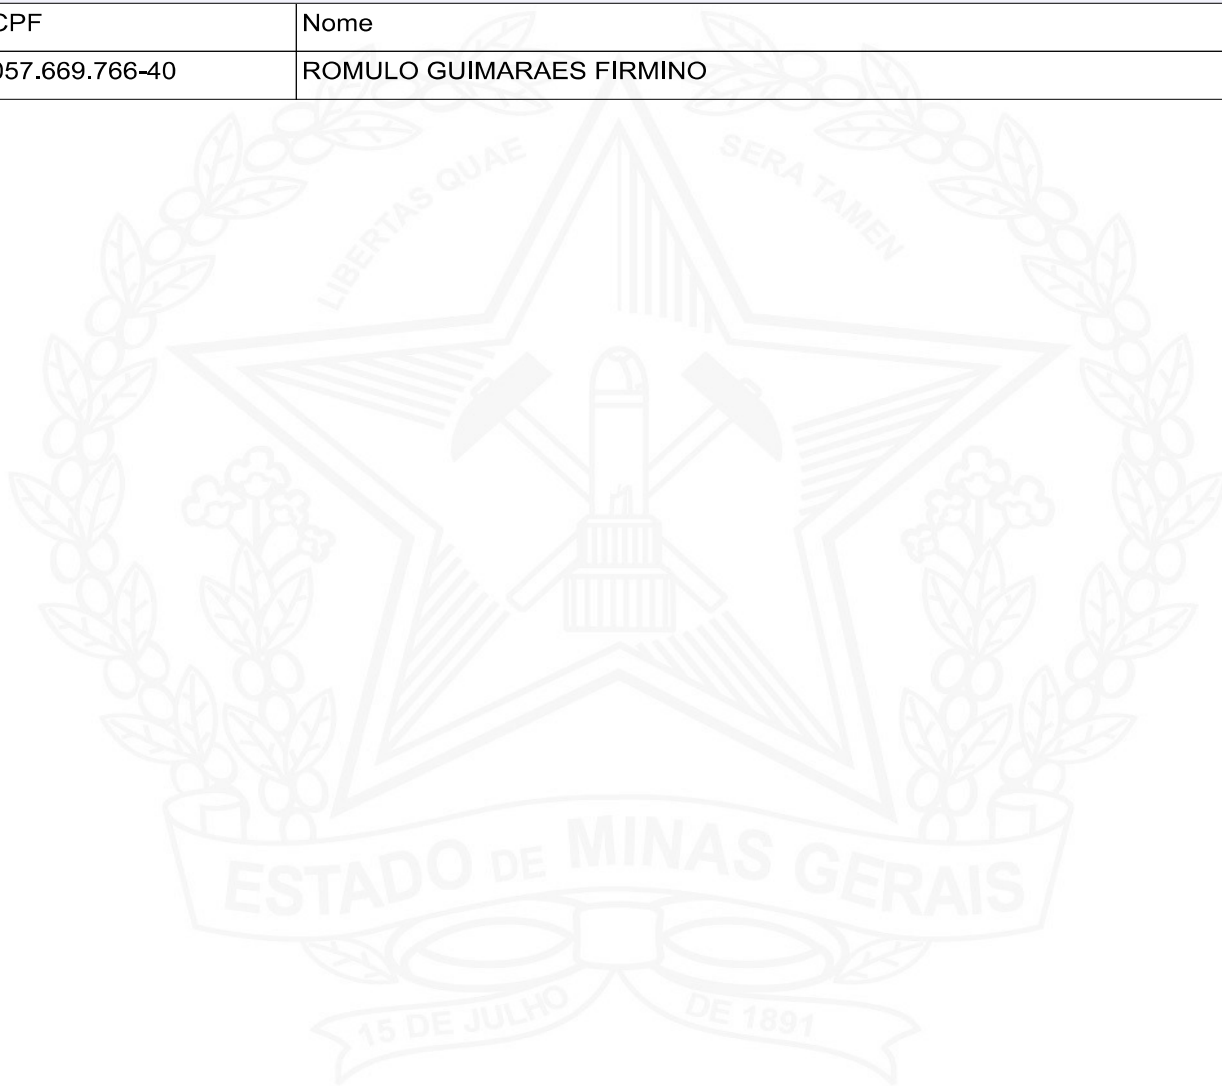 CPF Nome
057.669.766-40 ROMULO GUIMARAES FIRMINO
LIBERTAS QUAE SERA TAMEN
ESTADO DE MINAS GERAIS
15 DE JULHO DE 1891